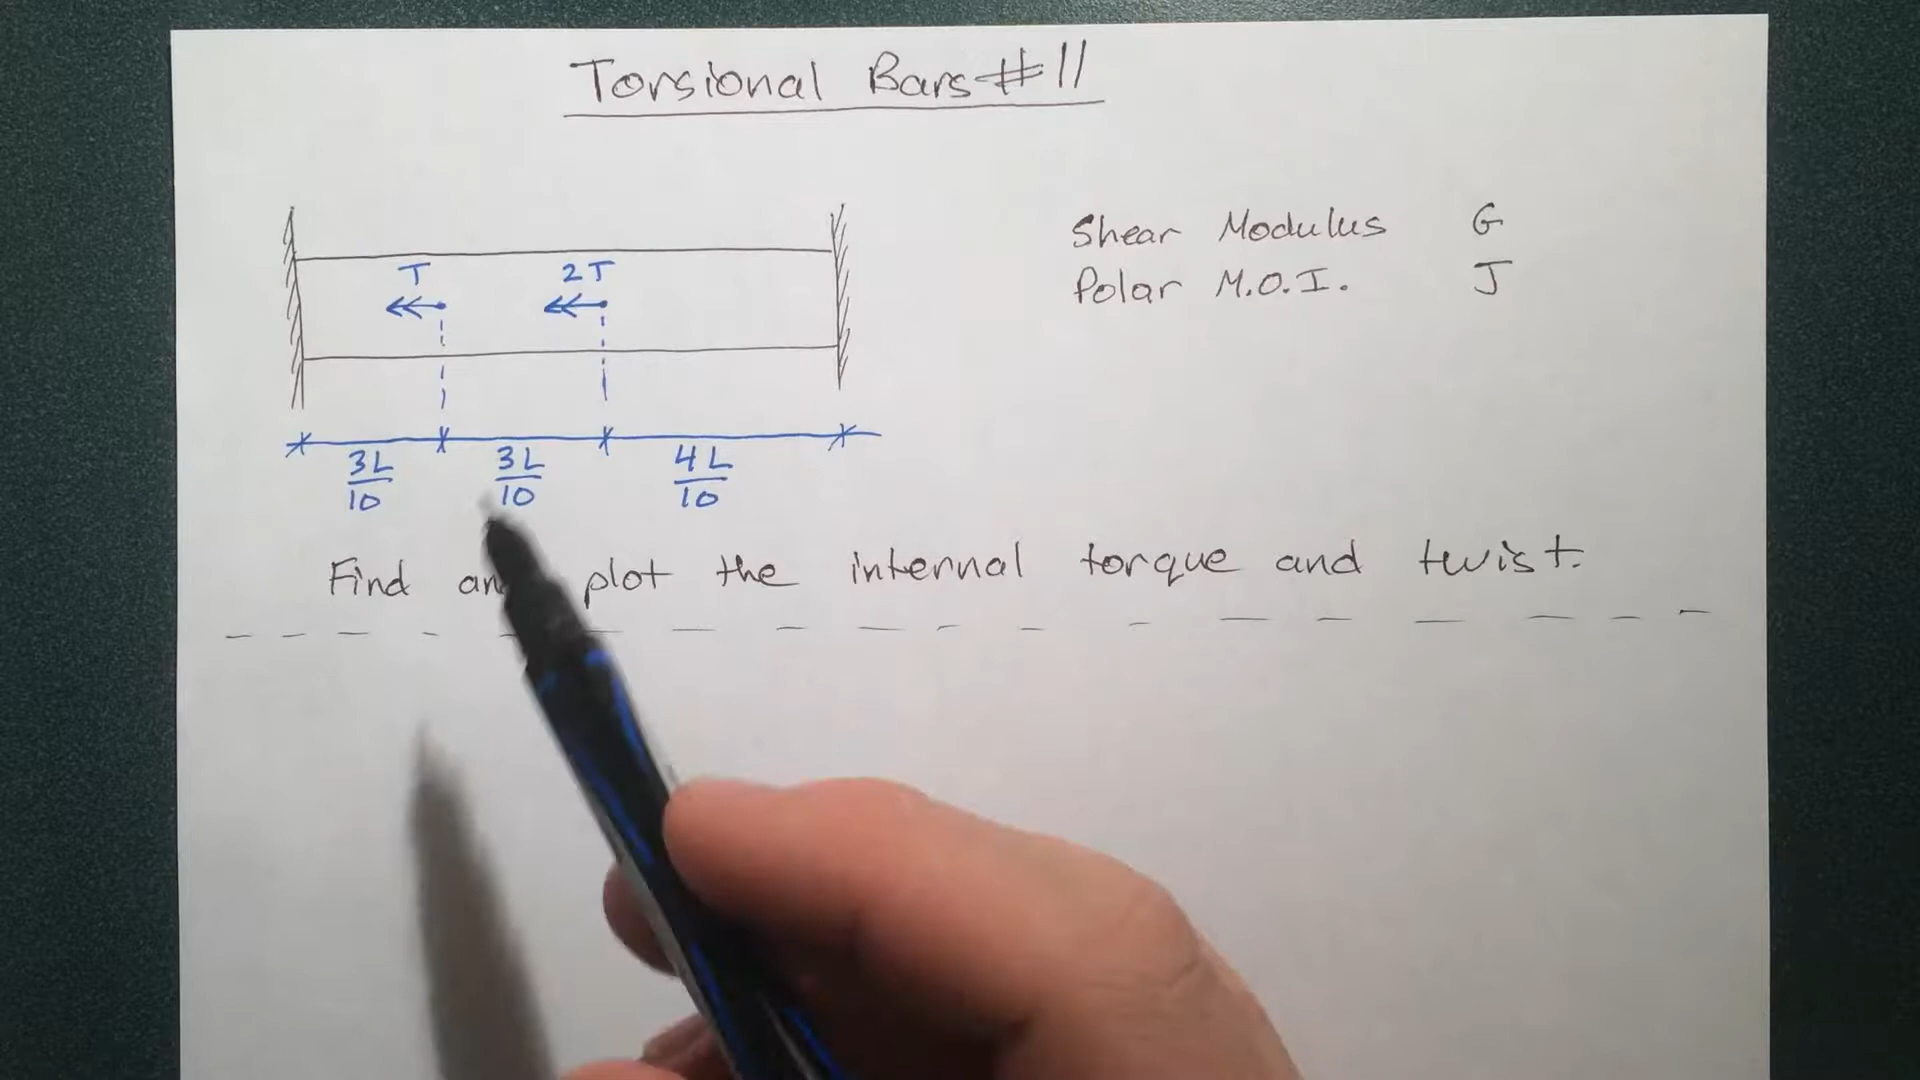 Torsional Bars #11
Shear Modulus G
Polar M.O.I. J
T 2T
3L/10 3L/10 4L/10
Find plot the internal torque and twist.